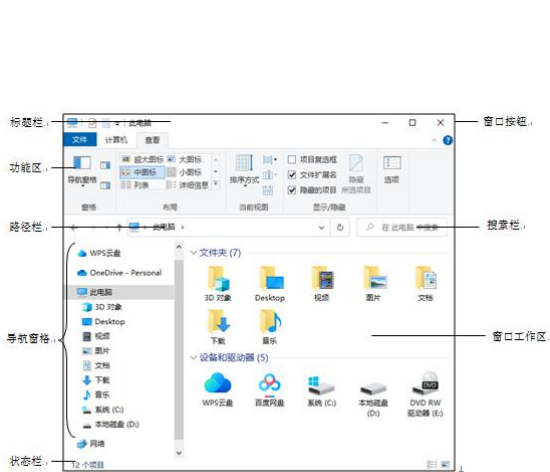 标题栏
此电脑
窗口按钮
文件 计算机 查看
功能区
导航窗格
超大图标 大图标
中图标 小图标
列表 详细信息
排序方式
项目复选框
文件扩展名
隐藏的项目
隐藏
所选项目
选项
窗格 布局 当前视图 显示/隐藏
路径栏
此电脑
在 此电脑 中搜索
搜索栏
导航窗格
WPS云盘
OneDrive - Personal
此电脑
3D 对象
Desktop
视频
图片
文档
下载
音乐
系统 (C:)
本地磁盘 (D:)
网络
文件夹 (7)
3D 对象 Desktop 视频 图片 文档
下载 音乐
设备和驱动器 (5)
WPS云盘 百度网盘 系统 (C:) 本地磁盘 (D:) DVD RW 驱动器 (E:)
窗口工作区
状态栏
12 个项目